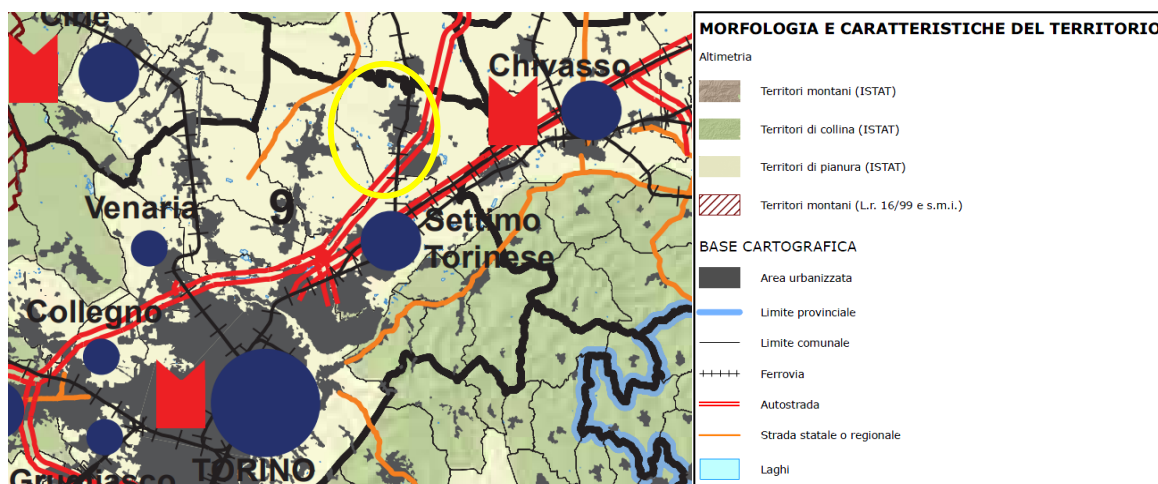 Cirie
Chivasso
9
Venaria
Settimo
Torinese
Collegno
TORINO
Grugliasco
MORFOLOGIA E CARATTERISTICHE DEL TERRITORIO
Altimetria
Territori montani (ISTAT)
Territori di collina (ISTAT)
Territori di pianura (ISTAT)
Territori montani (L.r. 16/99 e s.m.i.)
BASE CARTOGRAFICA
Area urbanizzata
Limite provinciale
Limite comunale
Ferrovia
Autostrada
Strada statale o regionale
Laghi